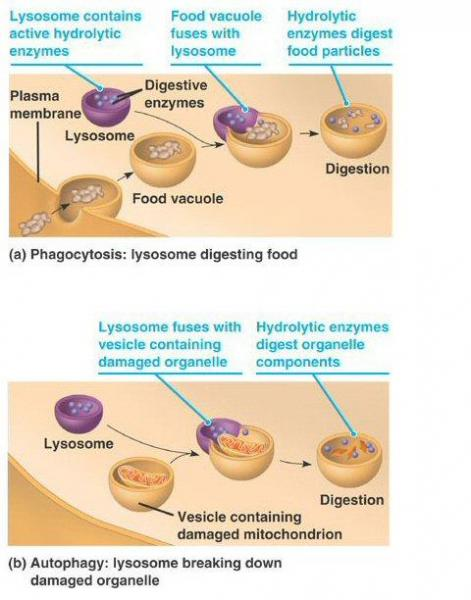 Lysosome contains
active hydrolytic
enzymes
Food vacuole
fuses with
lysosome
Hydrolytic
enzymes digest
food particles
Digestive
enzymes
Plasma
membrane
Lysosome
Digestion
Food vacuole
(a) Phagocytosis: lysosome digesting food
Lysosome fuses with
vesicle containing
damaged organelle
Hydrolytic enzymes
digest organelle
components
Lysosome
Digestion
Vesicle containing
damaged mitochondrion
(b) Autophagy: lysosome breaking down
damaged organelle